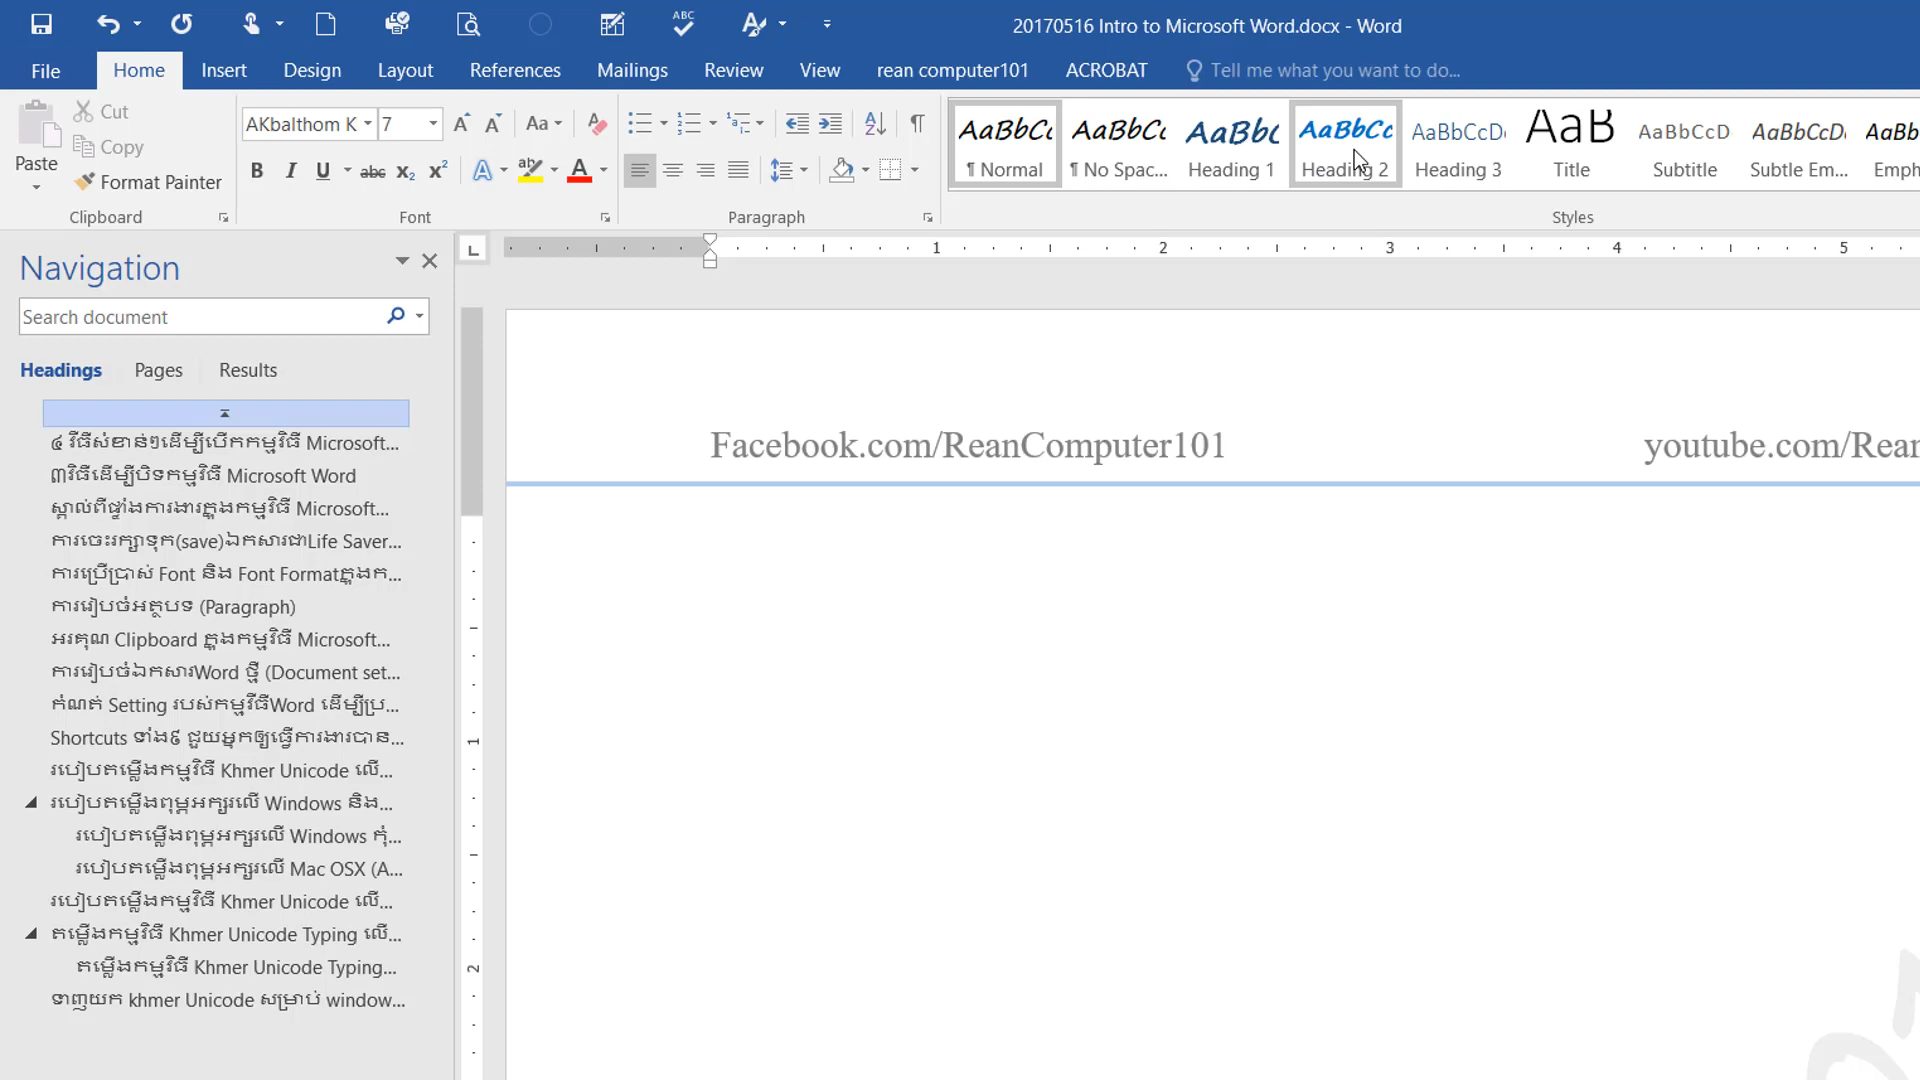 20170516 Intro to Microsoft Word.docx - Word
File Home Insert Design Layout References Mailings Review View rean computer101 ACROBAT Tell me what you want to do...
Paste
Cut
Copy
Format Painter
Clipboard
AKbalthom K 7
Font
Paragraph
AaBbCc AaBbCc AaBbC AaBbCc AaBbCcD AaB AaBbCcD AaBbCcD AaBb
¶ Normal ¶ No Spac... Heading 1 Heading 2 Heading 3 Title Subtitle Subtle Em... Emph
Styles
Navigation
Search document
Headings Pages Results
៤ វិធីសំខាន់ៗដើម្បីបើកកម្មវិធី Microsoft...
៣វិធីដើម្បីបិទកម្មវិធី Microsoft Word
ស្គាល់ពីផ្ទាំងការងារក្នុងកម្មវិធី Microsoft...
ការចេះរក្សាទុក(save)ឯកសារជាLife Saver...
ការប្រើប្រាស់ Font និង Font Formatក្នុងក...
ការរៀបចំអត្ថបទ (Paragraph)
អរគុណ Clipboard ក្នុងកម្មវិធី Microsoft...
ការរៀបចំឯកសារWord ថ្មី (Document set...
កំណត់ Setting របស់កម្មវិធីWord ដើម្បីប្រ...
Shortcuts ទាំង៩ ជួយអ្នកឲ្យធ្វើការងារបាន...
របៀបតម្លើងកម្មវិធី Khmer Unicode លើ...
របៀបតម្លើងពុម្ភអក្សរលើ Windows និង...
របៀបតម្លើងពុម្ភអក្សរលើ Windows កុំ...
របៀបតម្លើងពុម្ភអក្សរលើ Mac OSX (A...
របៀបតម្លើងកម្មវិធី Khmer Unicode លើ...
តម្លើងកម្មវិធី Khmer Unicode Typing លើ...
តម្លើងកម្មវិធី Khmer Unicode Typing...
ទាញយក khmer Unicode សម្រាប់ window...
1 2 3 4 5
Facebook.com/ReanComputer101 youtube.com/Rean
1
2